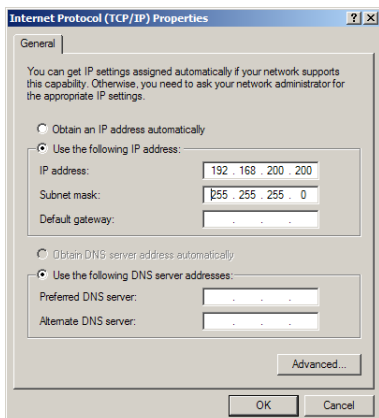 Internet Protocol (TCP/IP) Properties
General
You can get IP settings assigned automatically if your network supports
this capability. Otherwise, you need to ask your network administrator for
the appropriate IP settings.
Obtain an IP address automatically
Use the following IP address:
IP address: 192 . 168 . 200 . 200
Subnet mask: 255 . 255 . 255 . 0
Default gateway: . . .
Obtain DNS server address automatically
Use the following DNS server addresses:
Preferred DNS server: . . .
Alternate DNS server: . . .
Advanced...
OK Cancel